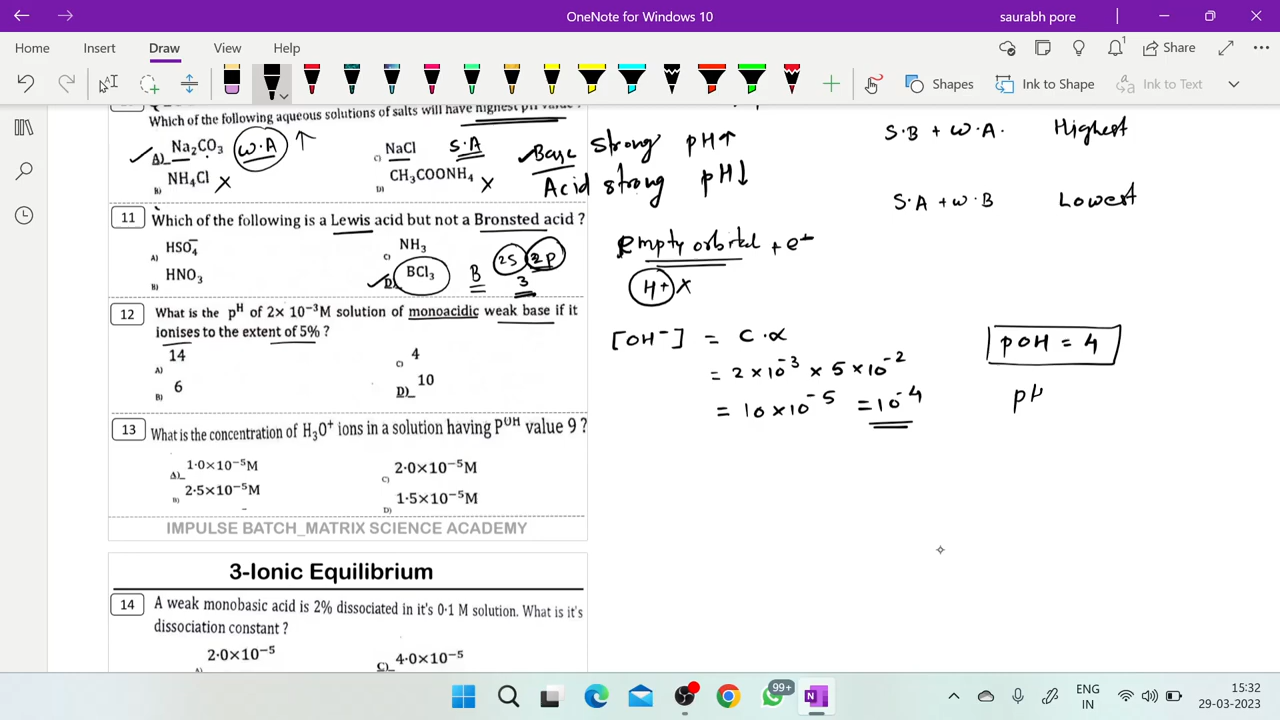 OneNote for Windows 10
saurabh pore
Home Insert Draw View Help
Share
Shapes
Ink to Shape
Ink to Text
Which of the following aqueous solutions of salts will have highest pH value ?
A) Na2CO3 W.A ↑
C) NaCl S.A
B) NH4Cl X
D) CH3COONH4 X
Base strong pH↑
Acid strong pH↓
S.B + W.A. Highest
S.A + W.B Lowest
11 Which of the following is a Lewis acid but not a Bronsted acid ?
A) HSO4−
C) NH3
B) HNO3
D) BCl3
B 2S 2p
3
Empty orbital + e−
H+ X
12 What is the pH of 2× 10−3M solution of monoacidic weak base if it
ionises to the extent of 5% ?
A) 14
C) 4
B) 6
D) 10
[OH−] = C.α
= 2×10−3 × 5×10−2
= 10×10−5 = 10−4
pOH = 4
pH
13 What is the concentration of H3O+ ions in a solution having POH value 9 ?
A) 1·0×10−5M
C) 2·0×10−5M
B) 2·5×10−5M
D) 1·5×10−5M
IMPULSE BATCH_MATRIX SCIENCE ACADEMY
3-Ionic Equilibrium
14 A weak monobasic acid is 2% dissociated in it's 0·1 M solution. What is it's
dissociation constant ?
2·0×10−5
C) 4·0×10−5
99+
ENG
IN
15:32
29-03-2023